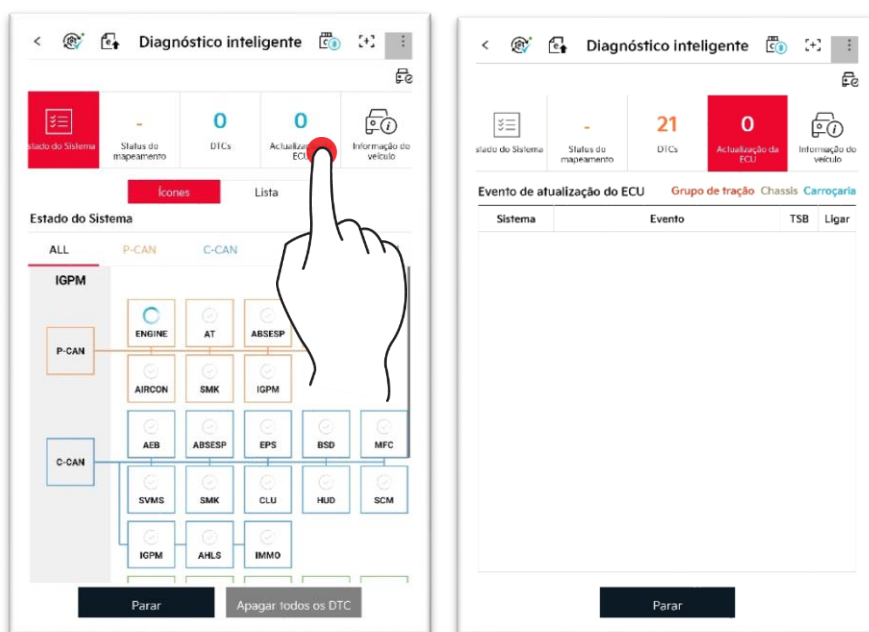 Diagnóstico inteligente
- 0 0
stado do Sistema Status do mapeamento DTCs ECU Informação do veículo
Ícones Lista
Estado do Sistema
ALL P-CAN C-CAN
IGPM
ENGINE AT ABSESP
P-CAN
AIRCON SMK IGPM
AEB ABSESP EPS BSD MFC
C-CAN
SVMS SMK CLU HUD SCM
IGPM AHLS IMMO
Parar Apagar todos os DTC
Diagnóstico inteligente
- 21 0
stado do Sistema Status do mapeamento DTCs Actualização da ECU Informação do veículo
Evento de atualização do ECU Grupo de tração Chassis Carroçaria
Sistema Evento TSB Ligar
Parar